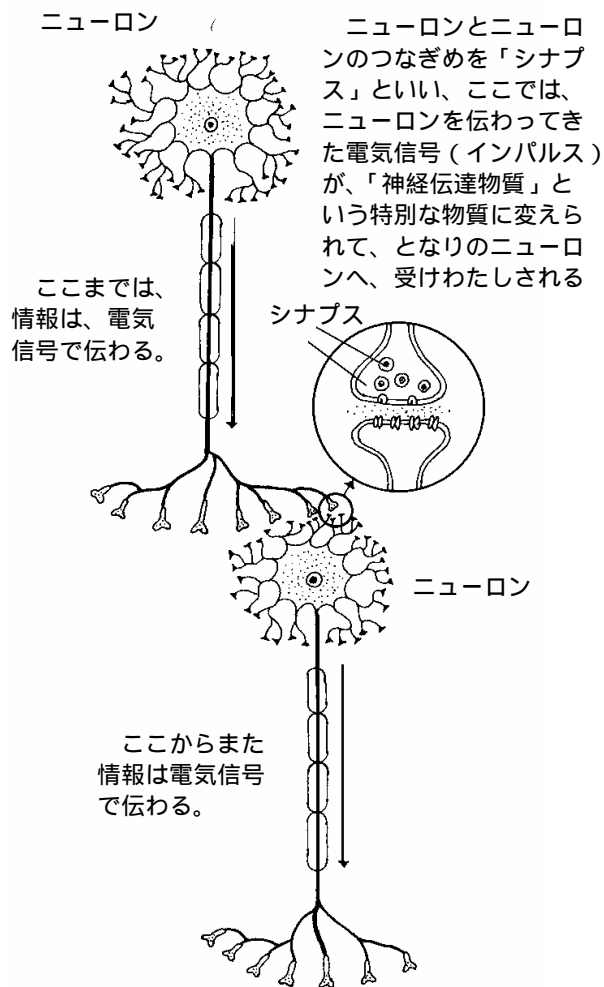 ニューロン
ニューロンとニューロ
ンのつなぎめを「シナプ
ス」といい、ここでは、
ニューロンを伝わってき
た電気信号(インパルス)
が、「神経伝達物質」と
いう特別な物質に変えら
れて、となりのニューロ
ンへ、受けわたしされる
ここまでは、
情報は、電気
信号で伝わる。
シナプス
ニューロン
ここからまた
情報は電気信号
で伝わる。